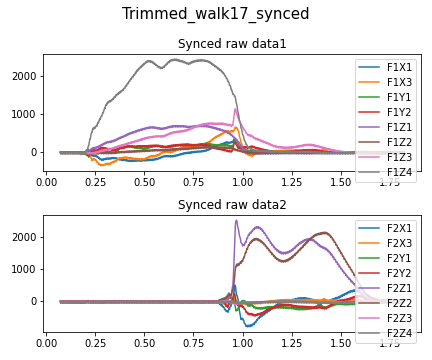 Trimmed_walk17_synced
Synced raw data1
2000
1000
0
0.00 0.25 0.50 0.75 1.00 1.25 1.50 1.75
F1X1
F1X3
F1Y1
F1Y2
F1Z1
F1Z2
F1Z3
F1Z4
Synced raw data2
2000
1000
0
0.00 0.25 0.50 0.75 1.00 1.25 1.50 1.75
F2X1
F2X3
F2Y1
F2Y2
F2Z1
F2Z2
F2Z3
F2Z4